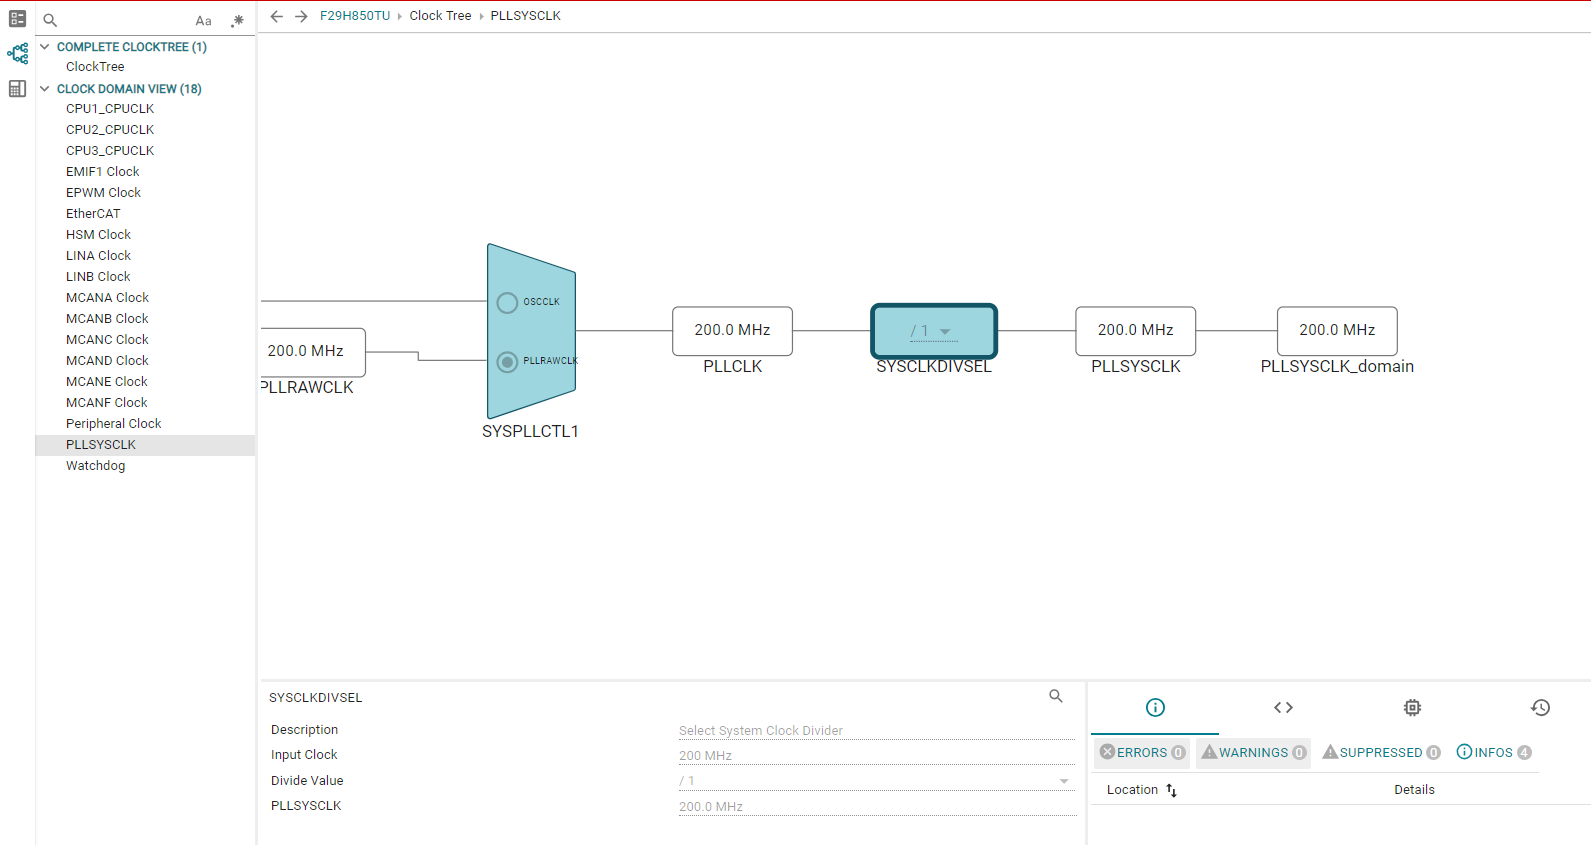 Aa .*
F29H850TU Clock Tree PLLSYSCLK
COMPLETE CLOCKTREE (1)
ClockTree
CLOCK DOMAIN VIEW (18)
CPU1_CPUCLK
CPU2_CPUCLK
CPU3_CPUCLK
EMIF1 Clock
EPWM Clock
EtherCAT
HSM Clock
LINA Clock
LINB Clock
MCANA Clock
MCANB Clock
MCANC Clock
MCAND Clock
MCANE Clock
MCANF Clock
Peripheral Clock
PLLSYSCLK
Watchdog
200.0 MHz
PLLRAWCLK
OSCCLK
PLLRAWCLK
SYSPLLCTL1
200.0 MHz
PLLCLK
/ 1
SYSCLKDIVSEL
200.0 MHz
PLLSYSCLK
200.0 MHz
PLLSYSCLK_domain
SYSCLKDIVSEL
Description Select System Clock Divider
Input Clock 200 MHz
Divide Value / 1
PLLSYSCLK 200.0 MHz
ERRORS 0 WARNINGS 0 SUPPRESSED 0 INFOS 4
Location Details